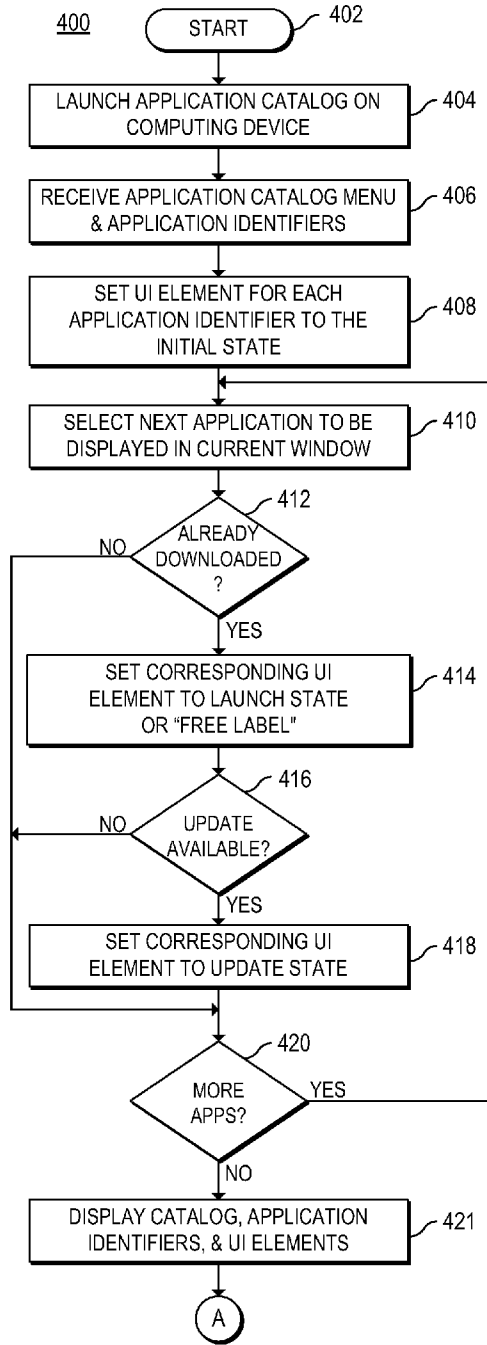 400
START
402
LAUNCH APPLICATION CATALOG ON
COMPUTING DEVICE
404
RECEIVE APPLICATION CATALOG MENU
& APPLICATION IDENTIFIERS
406
SET UI ELEMENT FOR EACH
APPLICATION IDENTIFIER TO THE
INITIAL STATE
408
SELECT NEXT APPLICATION TO BE
DISPLAYED IN CURRENT WINDOW
410
412
ALREADY
DOWNLOADED
?
NO
YES
SET CORRESPONDING UI
ELEMENT TO LAUNCH STATE
OR “FREE LABEL”
414
416
UPDATE
AVAILABLE?
NO
YES
SET CORRESPONDING UI
ELEMENT TO UPDATE STATE
418
420
MORE
APPS?
YES
NO
DISPLAY CATALOG, APPLICATION
IDENTIFIERS, & UI ELEMENTS
421
A